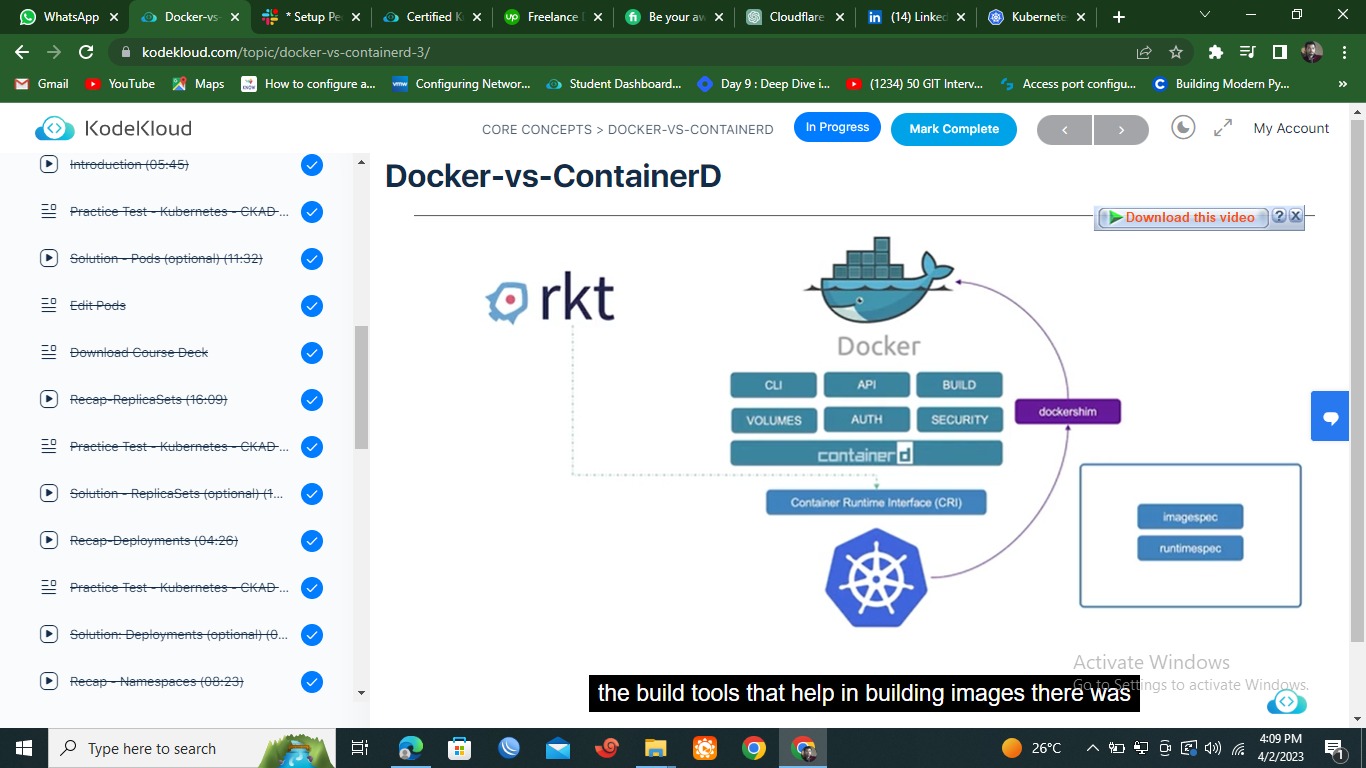 WhatsApp
Docker-vs-
* Setup Pe
Certified K
Freelance
Be your aw
Cloudflare
(14) Linked
Kubernete
kodekloud.com/topic/docker-vs-containerd-3/
Gmail
YouTube
Maps
How to configure a...
Configuring Networ...
Student Dashboard...
Day 9 : Deep Dive i...
(1234) 50 GIT Interv...
Access port configu...
Building Modern Py...
»
KodeKloud
CORE CONCEPTS > DOCKER-VS-CONTAINERD
In Progress
Mark Complete
My Account
Introduction (05:45)
Practice Test - Kubernetes - CKAD ...
Solution - Pods (optional) (11:32)
Edit Pods
Download Course Deck
Recap-ReplicaSets (16:09)
Practice Test - Kubernetes - CKAD ...
Solution - ReplicaSets (optional) (1...
Recap-Deployments (04:26)
Practice Test - Kubernetes - CKAD ...
Solution: Deployments (optional) (0...
Recap - Namespaces (08:23)
Docker-vs-ContainerD
Download this video
? X
rkt
Docker
CLI
API
BUILD
VOLUMES
AUTH
SECURITY
dockershim
containerd
Container Runtime Interface (CRI)
imagespec
runtimespec
the build tools that help in building images there was
Activate Windows
Go to Settings to activate Windows.
Type here to search
26°C
4:09 PM
4/2/2023
1